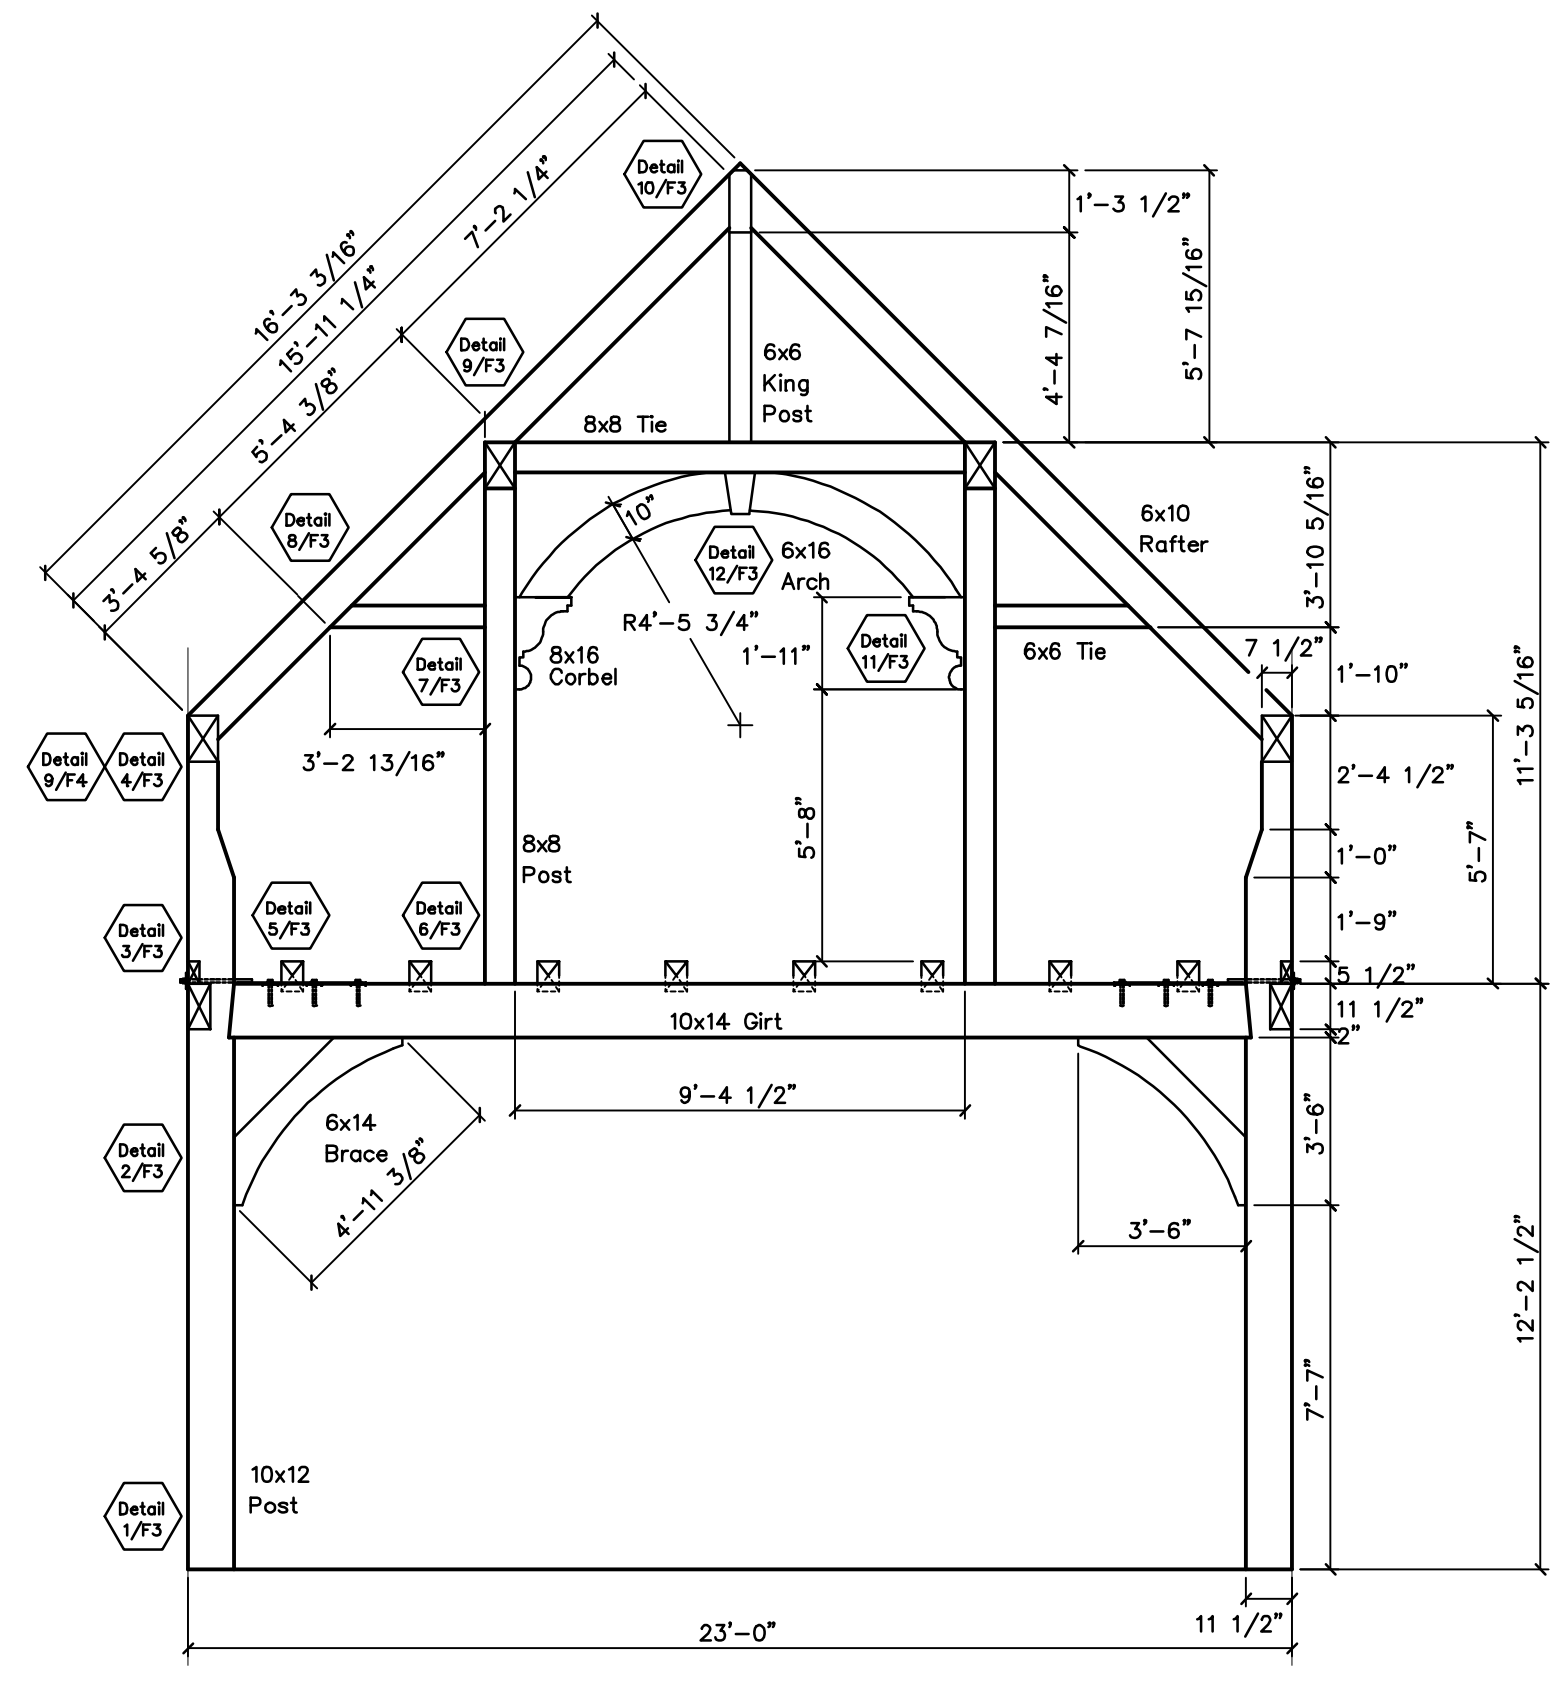 Detail
10/F3
1'-3 1/2"
7'-2 1/4"
16'-3 3/16"
15'-11 1/4"
5'-7 15/16"
4'-4 7/16"
Detail
9/F3
6x6
King
Post
5'-4 3/8"
8x8 Tie
Detail
8/F3
3'-4 5/8"
10"
6x10
Rafter
3'-10 5/16"
Detail
12/F3
6x16
Arch
R4'-5 3/4"
1'-11"
Detail
11/F3
8x16
Corbel
Detail
7/F3
6x6 Tie
7 1/2"
1'-10"
11'-3 5/16"
3'-2 13/16"
Detail
9/F4
Detail
4/F3
2'-4 1/2"
5'-8"
8x8
Post
5'-7"
1'-0"
Detail
5/F3
Detail
6/F3
Detail
3/F3
1'-9"
5 1/2"
11 1/2"
2"
10x14 Girt
9'-4 1/2"
6x14
Brace
4'-11 3/8"
3'-6"
Detail
2/F3
3'-6"
12'-2 1/2"
7'-7"
10x12
Post
Detail
1/F3
11 1/2"
23'-0"